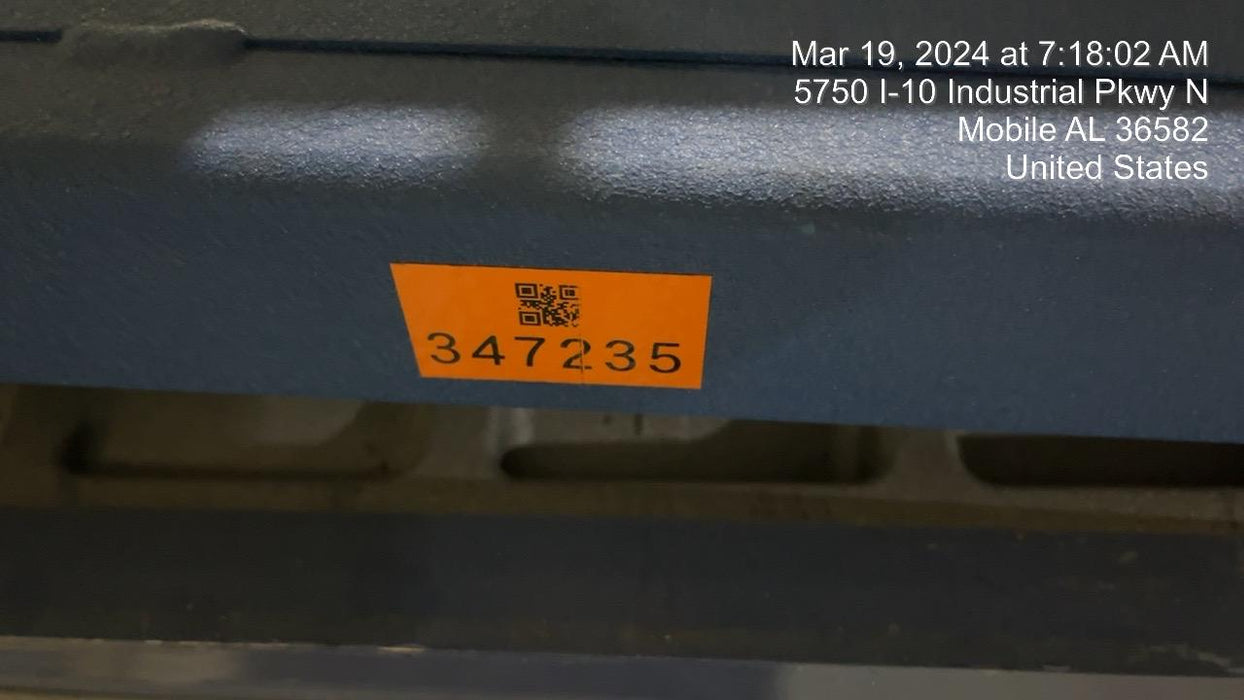 Mar 19, 2024 at 7:18:02 AM
5750 I-10 Industrial Pkwy N
Mobile AL 36582
United States
347235